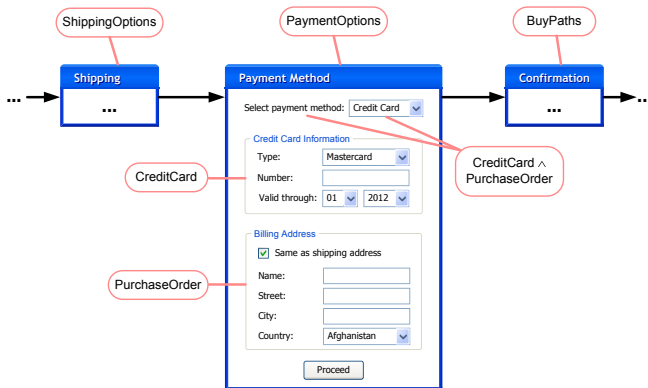 ShippingOptions
PaymentOptions
BuyPaths
Shipping
Payment Method
Confirmation
...
...
Select payment method: Credit Card
...
..
Credit Card Information
Type: Mastercard
Number:
Valid through: 01 2012
CreditCard
CreditCard ∧
PurchaseOrder
Billing Address
Same as shipping address
Name:
Street:
City:
Country: Afghanistan
PurchaseOrder
Proceed